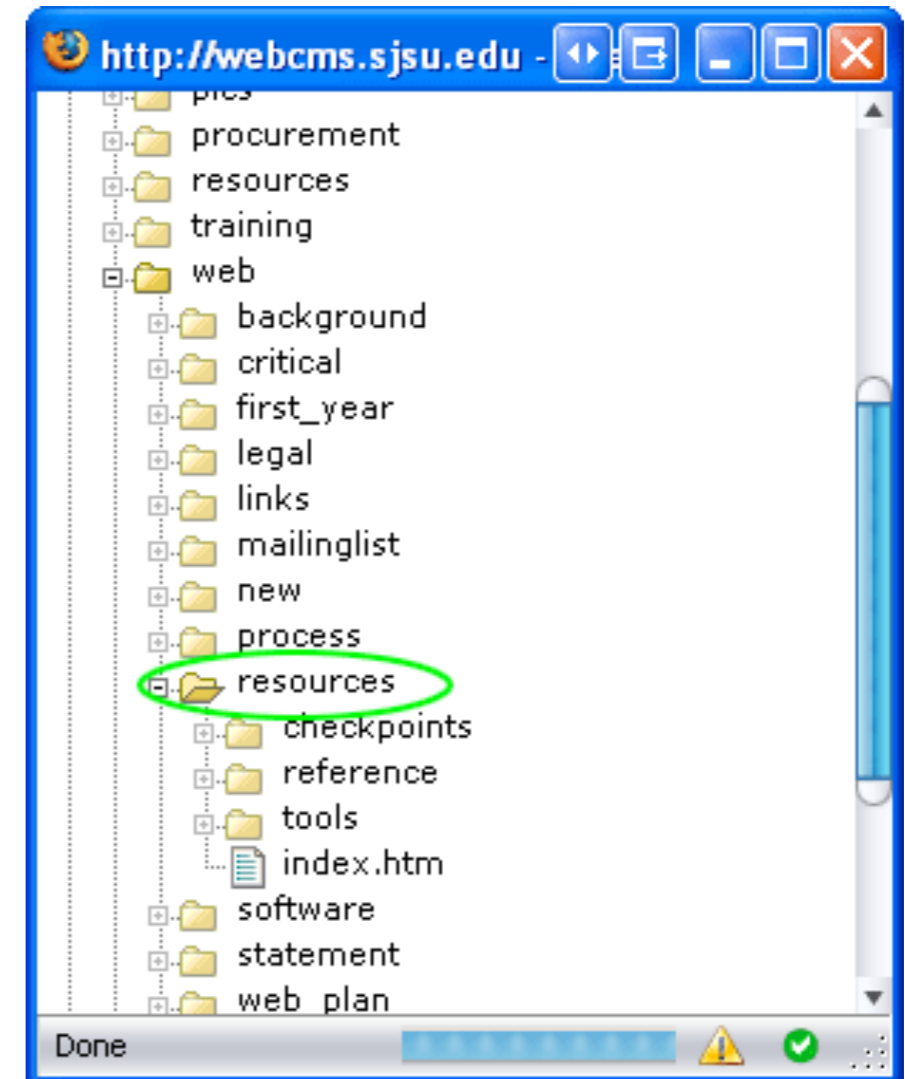 http://webcms.sjsu.edu -
pics
procurement
resources
training
web
background
critical
first_year
legal
links
mailinglist
new
process
resources
checkpoints
reference
tools
index.htm
software
statement
web_plan
Done